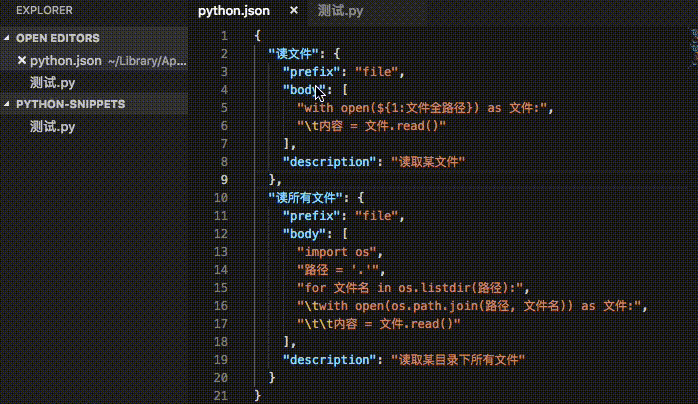 EXPLORER
OPEN EDITORS
python.json ~/Library/Ap...
测试.py
PYTHON-SNIPPETS
测试.py
python.json
测试.py
1 {
2 "读文件": {
3 "prefix": "file",
4 "body": [
5 "with open(${1:文件全路径}) as 文件:",
6 "\t内容 = 文件.read()"
7 ],
8 "description": "读取某文件"
9 },
10 "读所有文件": {
11 "prefix": "file",
12 "body": [
13 "import os",
14 "路径 = '.'",
15 "for 文件名 in os.listdir(路径):",
16 "\twith open(os.path.join(路径, 文件名)) as 文件:",
17 "\t\t内容 = 文件.read()"
18 ],
19 "description": "读取某目录下所有文件"
20 }
21 }